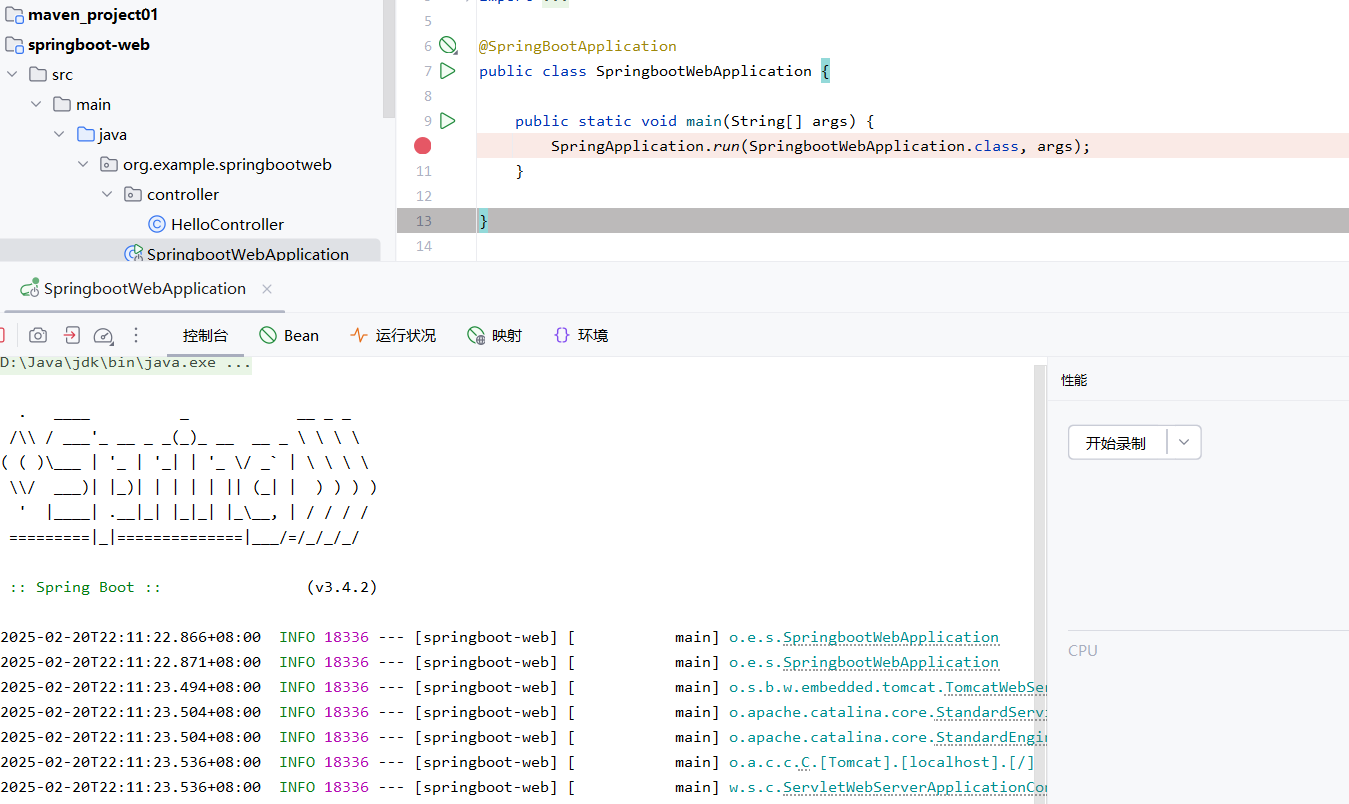 maven_project01
springboot-web
src
main
java
org.example.springbootweb
controller
HelloController
SpringbootWebApplication
import ...
5
6 @SpringBootApplication
7 public class SpringbootWebApplication {
8
9 public static void main(String[] args) {
SpringApplication.run(SpringbootWebApplication.class, args);
11 }
12
13 }
14
SpringbootWebApplication
控制台 Bean 运行状况 映射 环境
D:\Java\jdk\bin\java.exe ...
  .   ____          _            __ _ _
 /\\ / ___'_ __ _ _(_)_ __  __ _ \ \ \ \
( ( )\___ | '_ | '_| | '_ \/ _` | \ \ \ \
 \\/  ___)| |_)| | | | | || (_| |  ) ) ) )
  '  |____| .__|_| |_|_| |_\__, | / / / /
 =========|_|==============|___/=/_/_/_/
:: Spring Boot :: (v3.4.2)
2025-02-20T22:11:22.866+08:00 INFO 18336 --- [springboot-web] [ main] o.e.s.SpringbootWebApplication
2025-02-20T22:11:22.871+08:00 INFO 18336 --- [springboot-web] [ main] o.e.s.SpringbootWebApplication
2025-02-20T22:11:23.494+08:00 INFO 18336 --- [springboot-web] [ main] o.s.b.w.embedded.tomcat.TomcatWebSer
2025-02-20T22:11:23.504+08:00 INFO 18336 --- [springboot-web] [ main] o.apache.catalina.core.StandardServi
2025-02-20T22:11:23.504+08:00 INFO 18336 --- [springboot-web] [ main] o.apache.catalina.core.StandardEngin
2025-02-20T22:11:23.536+08:00 INFO 18336 --- [springboot-web] [ main] o.a.c.c.C.[Tomcat].[localhost].[/]
2025-02-20T22:11:23.536+08:00 INFO 18336 --- [springboot-web] [ main] w.s.c.ServletWebServerApplicationCon
性能
开始录制
CPU